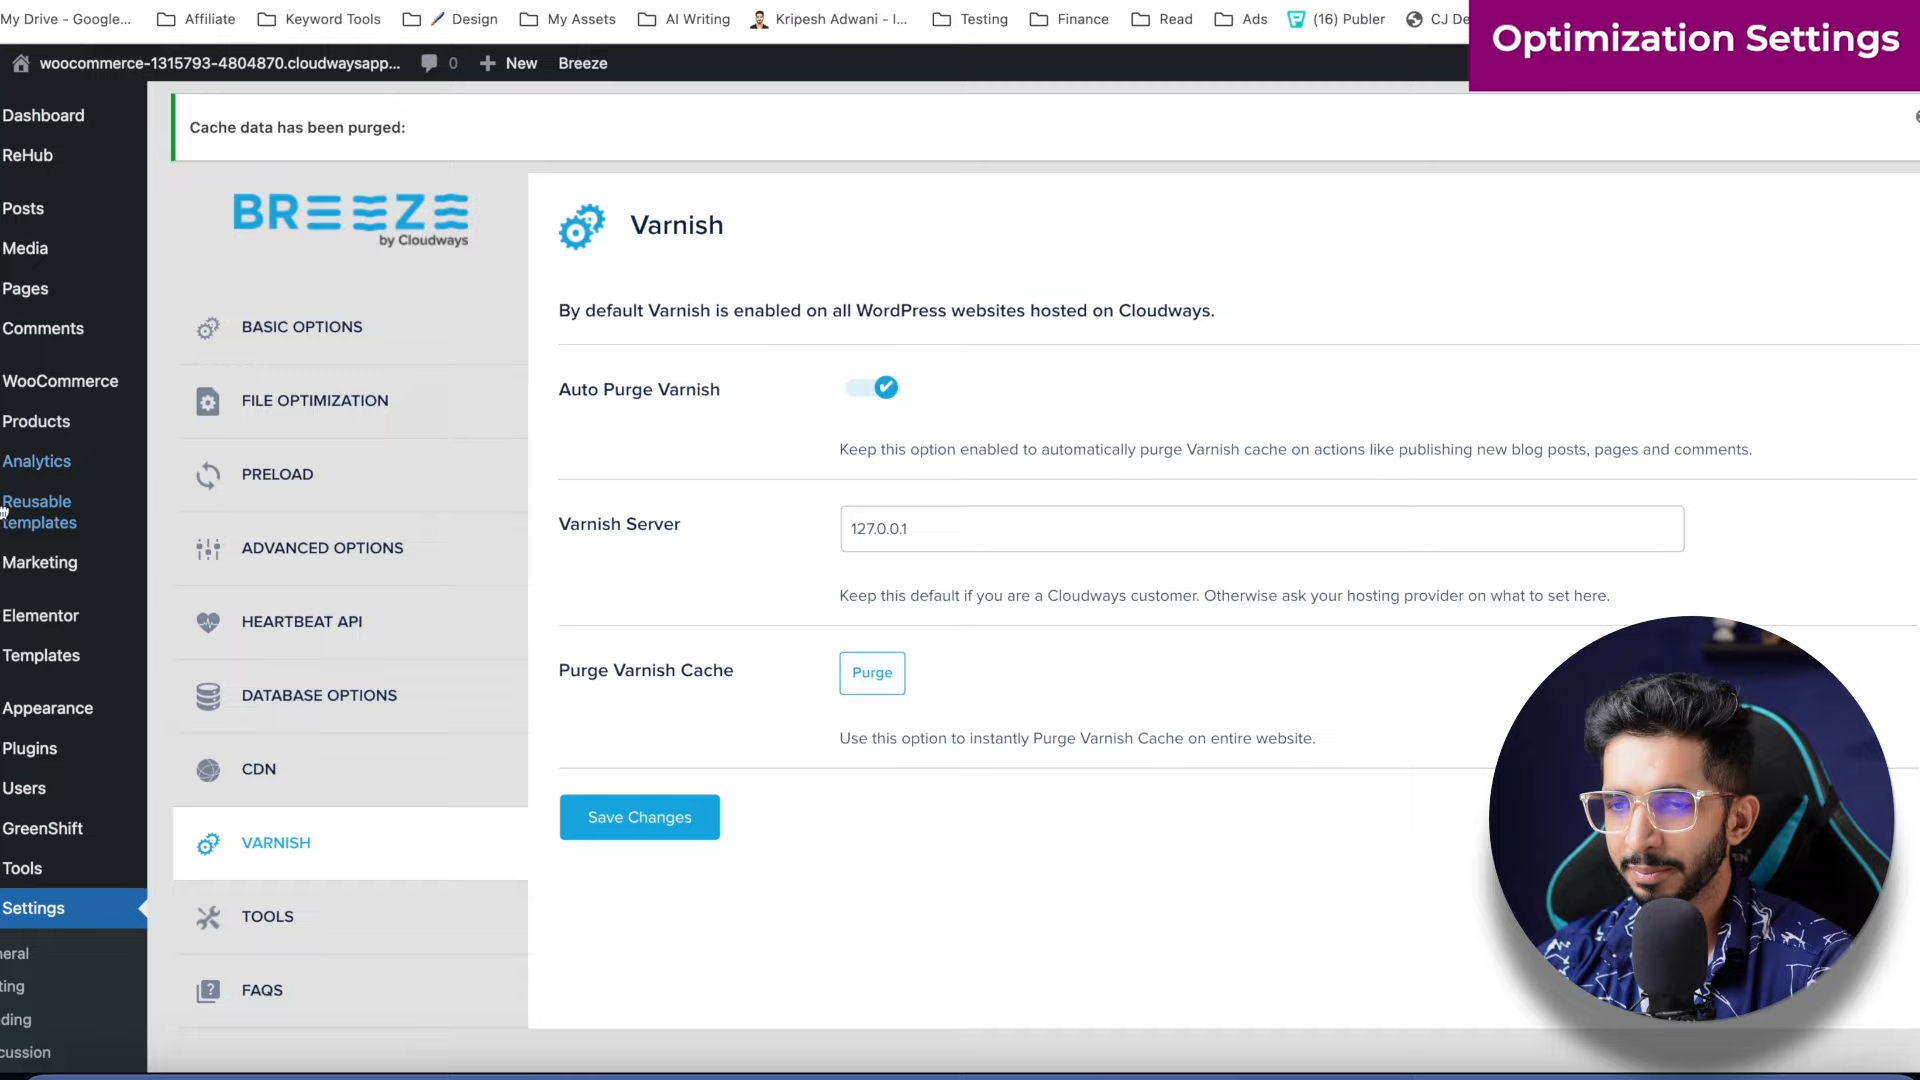 My Drive - Google...
Affiliate
Keyword Tools
Design
My Assets
AI Writing
Kripesh Adwani - I...
Testing
Finance
Read
Ads
(16) Publer
CJ De
Optimization Settings
woocommerce-1315793-4804870.cloudwaysapp...
0
New
Breeze
Dashboard
ReHub
Posts
Media
Pages
Comments
WooCommerce
Products
Analytics
Reusable
templates
Marketing
Elementor
Templates
Appearance
Plugins
Users
GreenShift
Tools
Settings
neral
ting
ding
cussion
Cache data has been purged:
BREEZE
by Cloudways
BASIC OPTIONS
FILE OPTIMIZATION
PRELOAD
ADVANCED OPTIONS
HEARTBEAT API
DATABASE OPTIONS
CDN
VARNISH
TOOLS
FAQS
Varnish
By default Varnish is enabled on all WordPress websites hosted on Cloudways.
Auto Purge Varnish
Keep this option enabled to automatically purge Varnish cache on actions like publishing new blog posts, pages and comments.
Varnish Server
127.0.0.1
Keep this default if you are a Cloudways customer. Otherwise ask your hosting provider on what to set here.
Purge Varnish Cache
Purge
Use this option to instantly Purge Varnish Cache on entire website.
Save Changes